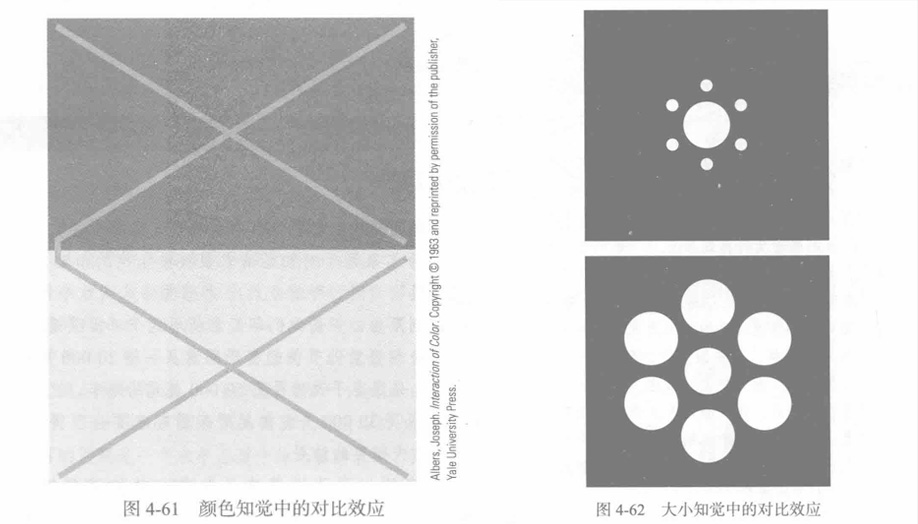 Albers, Joseph. Interaction of Color. Copyright © 1963 and reprinted by permission of the publisher,
Yale University Press.
图 4-61 颜色知觉中的对比效应
图 4-62 大小知觉中的对比效应